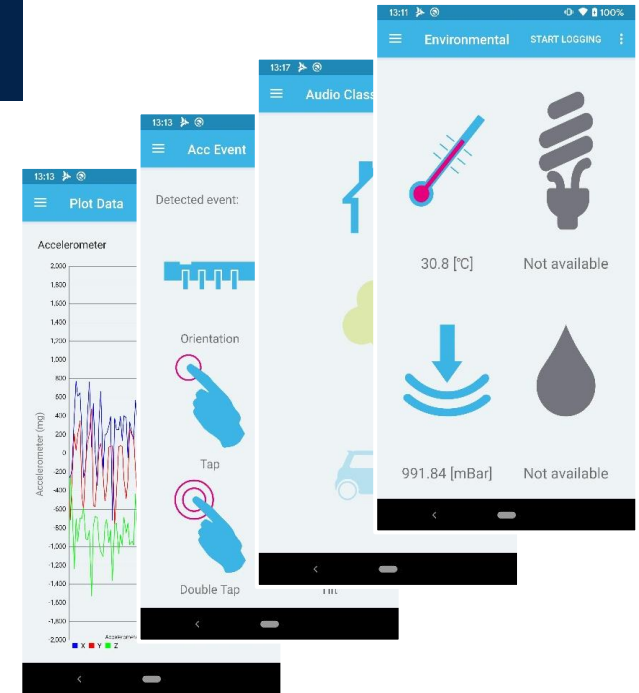 13:11
100%
Environmental
START LOGGING
30.8 [°C]
Not available
991.84 [mBar]
Not available
13:17
Audio Class
13:13
Acc Event
Detected event:
Orientation
Tap
Double Tap
Tilt
13:13
Plot Data
Accelerometer
2,000
1,800
1,600
1,400
1,200
1,000
800
600
400
200
0
-200
-400
-600
-800
-1,000
-1,200
-1,400
-1,600
-1,800
-2,000
Accelerometer (mg)
X Y Z